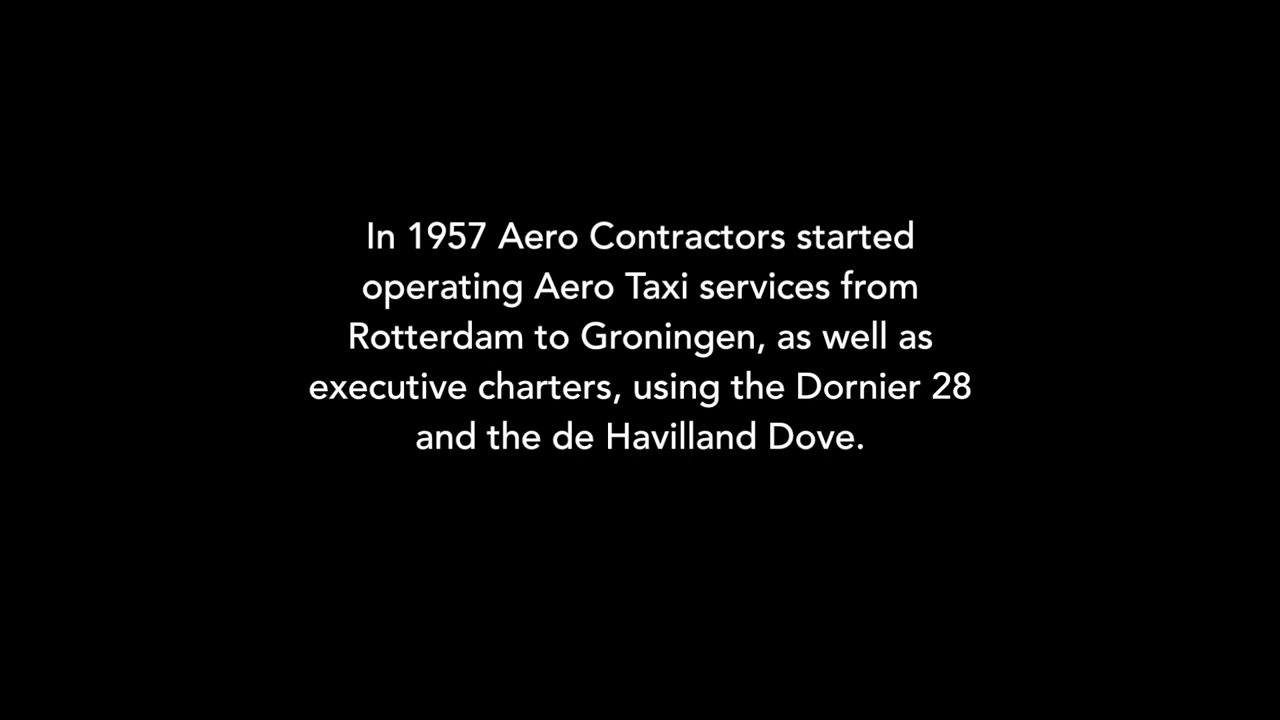 In 1957 Aero Contractors started
operating Aero Taxi services from
Rotterdam to Groningen, as well as
executive charters, using the Dornier 28
and the de Havilland Dove.